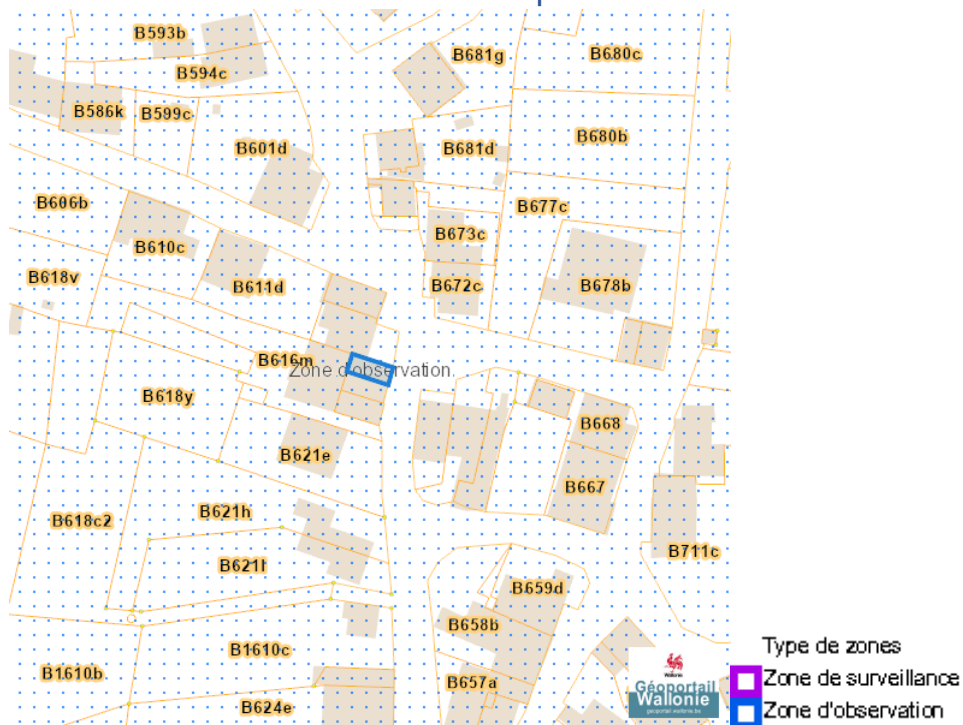 B593b
B681g
B680c
B594c
B586k
B599c
B601d
B681d
B680b
B606b
B677c
B610c
B673c
B618v
B611d
B672c
B678b
B616m
Zone d'observation
B618y
B668
B621e
B667
B618c2
B621h
B711c
B659d
B658b
B1610c
B1610b
B657a
B624e
Wallonie
Géoportail
Wallonie
geoportail.wallonie.be
Type de zones
Zone de surveillance
Zone d'observation